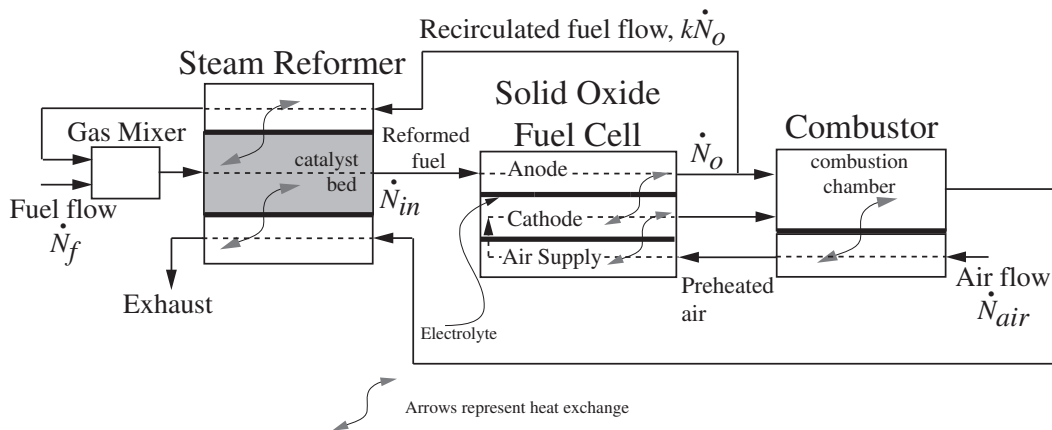 Recirculated fuel flow, kṄo
Steam Reformer
Solid Oxide
Fuel Cell
Combustor
Gas Mixer
Reformed
fuel
Ṅo
combustion
chamber
catalyst
bed
Anode
Ṅin
Fuel flow
Ṅf
Cathode
Air Supply
Exhaust
Preheated
air
Air flow
Ṅair
Electrolyte
Arrows represent heat exchange